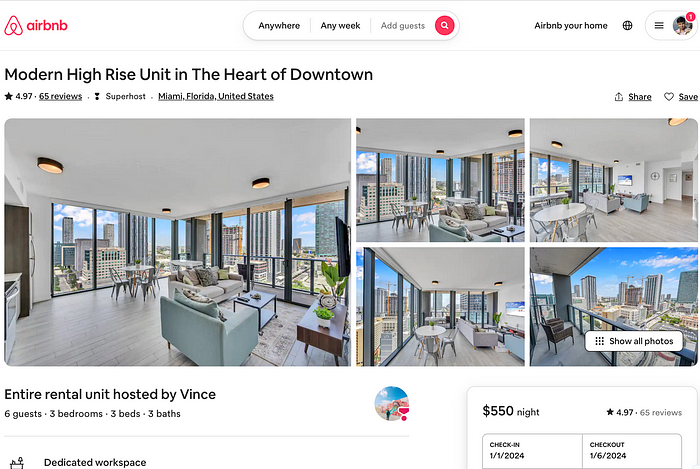 airbnb
Anywhere Any week Add guests
Airbnb your home
1
Modern High Rise Unit in The Heart of Downtown
4.97 · 65 reviews · Superhost · Miami, Florida, United States
Share Save
Show all photos
Entire rental unit hosted by Vince
6 guests · 3 bedrooms · 3 beds · 3 baths
$550 night
4.97 · 65 reviews
CHECK-IN CHECKOUT
1/1/2024 1/6/2024
Dedicated workspace